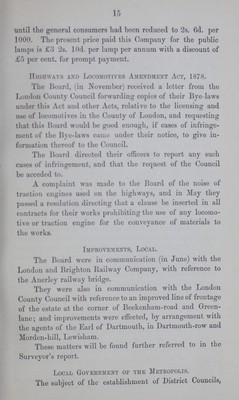 15
until the general consumers had been reduced to 2s. 6d. per
1000. The present price paid this Company for the public
lamps is £3 2s. 10d. per lamp per annum with a discount of
£5 per cent. for prompt payment.
HIGHWAYS AND LOCOMOTIVES AMENDMENT ACT, 1878.
The Board, (in November) received a letter from the
London County Council forwarding copies of their Bye-laws
under this Act and other Acts, relative to the licensing and
use of locomotives in the County of London, and requesting
that this Board would be good enough, if cases of infringe-
ment of the Bye-laws came under their notice, to give in-
formation thereof to the Council.
The Board directed their officers to report any such
cases of infringement, and that the request of the Council
be acceded to.
A complaint was made to the Board of the noise of
traction engines used on the highways, and in May they
passed a resolution directing that a clause be inserted in all
contracts for their works prohibiting the use of any locomo-
tive or traction engine for the conveyance of materials to
the works.
IMPROVEMENTS, LOCAL.
The Board were in communication (in June) with the
London and Brighton Railway Company, with reference to
the Anerley railway bridge.
They were also in communication with the London
County Council with reference to an improved line of frontage
of the estate at the corner of Beckenham-road and Green-
lane; and improvements were effected, by arrangement with
the agents of the Earl of Dartmouth, in Dartmouth-row and
Morden-hill, Lewisham.
These matters will be found further referred to in the
Surveyor's report.
LOCAL GOVERNMENT OF THE METROPOLIS.
The subject of the establishment of District Councils,